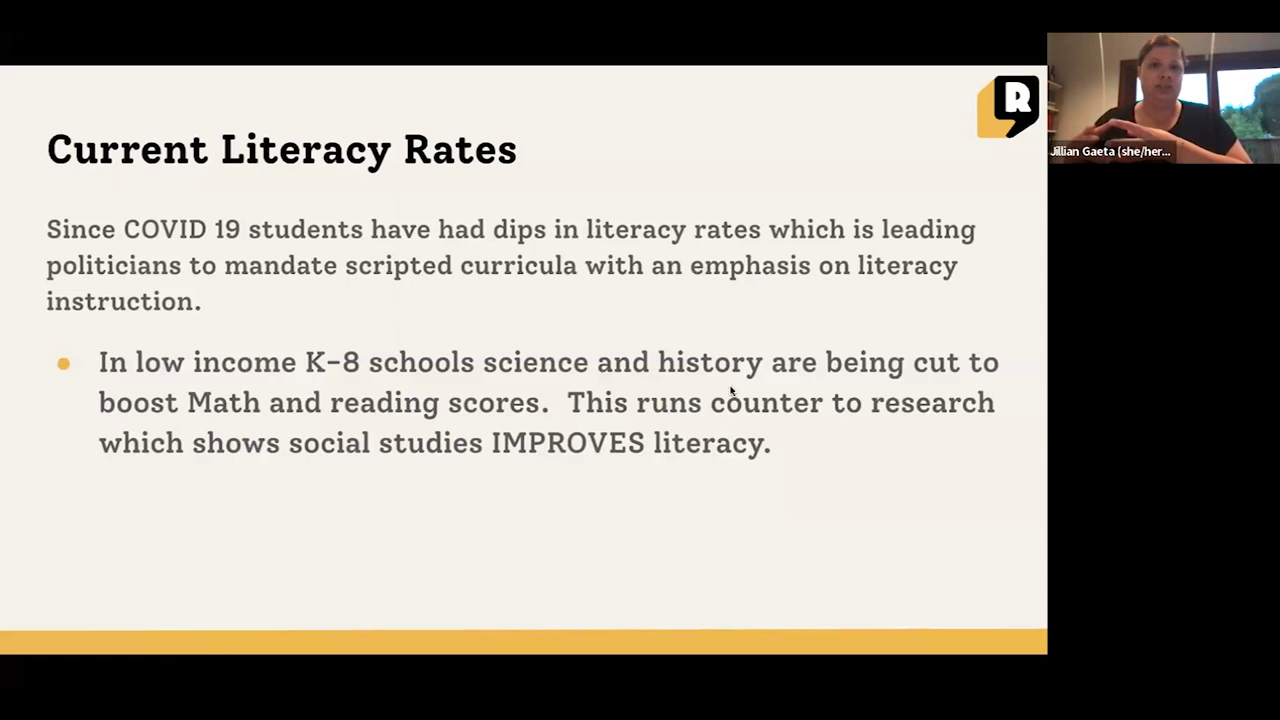 R
Current Literacy Rates
Since COVID 19 students have had dips in literacy rates which is leading
politicians to mandate scripted curricula with an emphasis on literacy
instruction.
In low income K-8 schools science and history are being cut to
boost Math and reading scores.  This runs counter to research
which shows social studies IMPROVES literacy.
Jillian Gaeta (she/her...